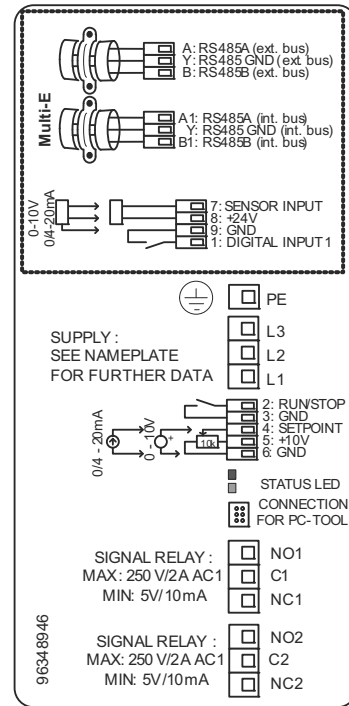 A: RS485A (ext. bus)
Y: RS485 GND (ext. bus)
B: RS485B (ext. bus)
Multi-E
A1: RS485A (int. bus)
Y: RS485 GND (int. bus)
B1: RS485B (int. bus)
0-10V
0/4-20mA
7: SENSOR INPUT
8: +24V
9: GND
1: DIGITAL INPUT 1
PE
SUPPLY :
SEE NAMEPLATE
FOR FURTHER DATA
L3
L2
L1
0/4 - 20mA
0 - 10V
+
10k
2: RUN/STOP
3: GND
4: SETPOINT
5: +10V
6: GND
STATUS LED
CONNECTION
FOR PC-TOOL
SIGNAL RELAY :
MAX: 250 V/2A AC1
MIN: 5V/10mA
NO1
C1
NC1
SIGNAL RELAY :
MAX: 250 V/2A AC1
MIN: 5V/10mA
NO2
C2
NC2
96348946